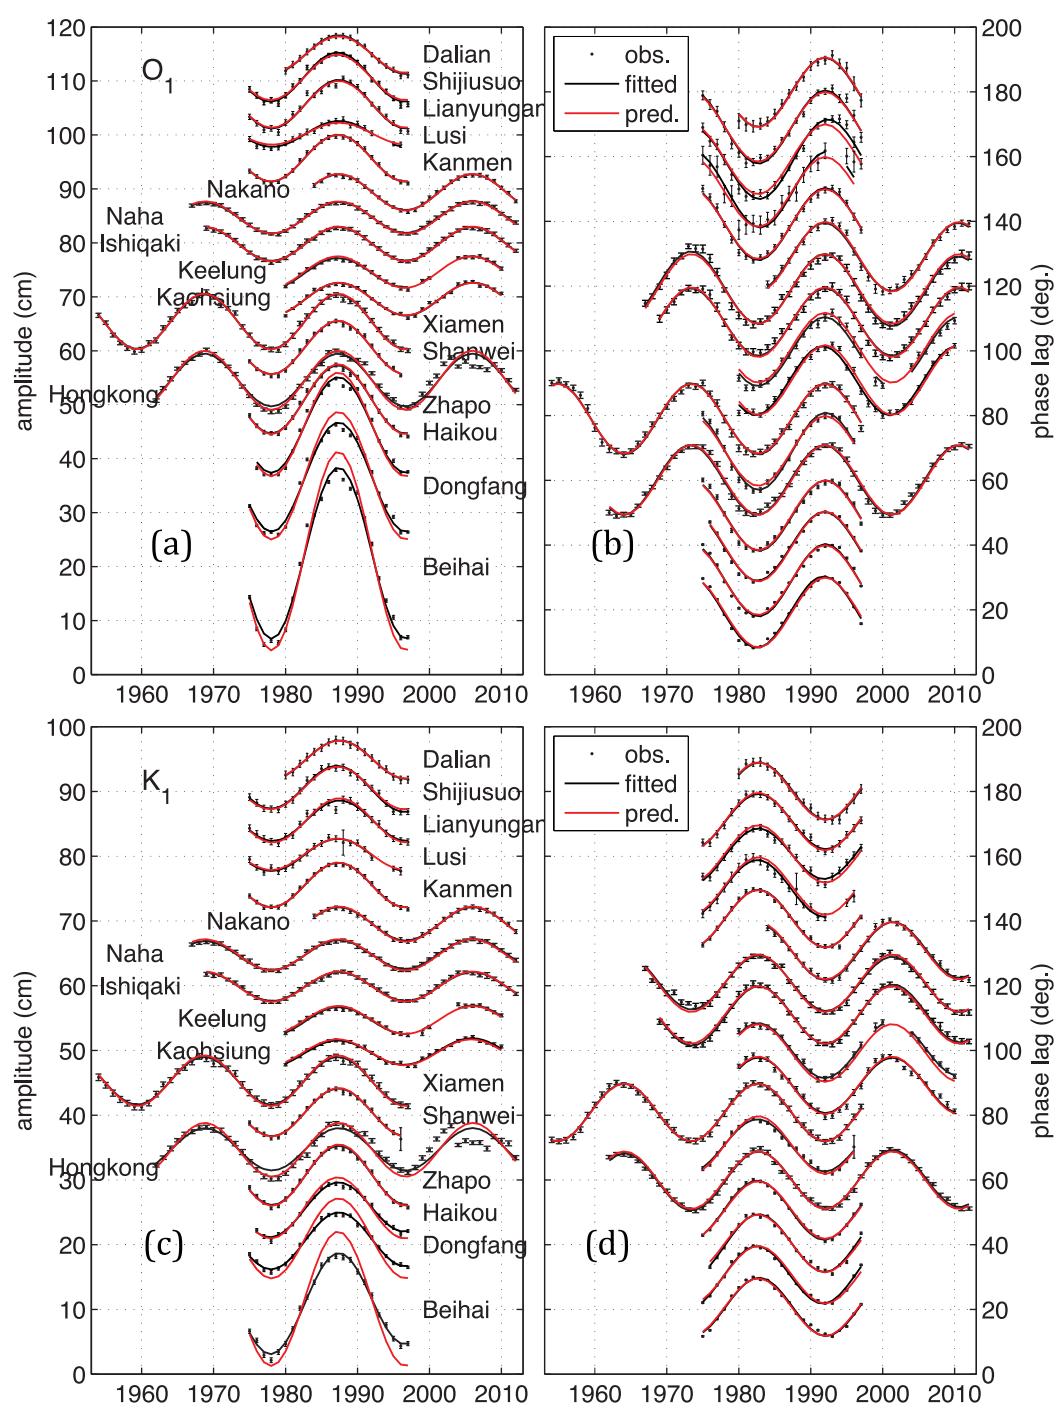 120
110
100
90
80
70
60
50
40
30
20
10
0
amplitude (cm)
O1
Dalian
Shijiusuo
Lianyungan
Lusi
Kanmen
Nakano
Naha
Ishiqaki
Keelung
Kaohsiung
Xiamen
Shanwei
Hongkong
Zhapo
Haikou
Dongfang
Beihai
(a)
1960 1970 1980 1990 2000 2010
obs.
fitted
pred.
(b)
200
180
160
140
120
100
80
60
40
20
0
phase lag (deg.)
1960 1970 1980 1990 2000 2010
100
90
80
70
60
50
40
30
20
10
0
amplitude (cm)
K1
Dalian
Shijiusuo
Lianyungan
Lusi
Kanmen
Nakano
Naha
Ishiqaki
Keelung
Kaohsiung
Xiamen
Shanwei
Hongkong
Zhapo
Haikou
Dongfang
Beihai
(c)
1960 1970 1980 1990 2000 2010
obs.
fitted
pred.
(d)
200
180
160
140
120
100
80
60
40
20
0
phase lag (deg.)
1960 1970 1980 1990 2000 2010